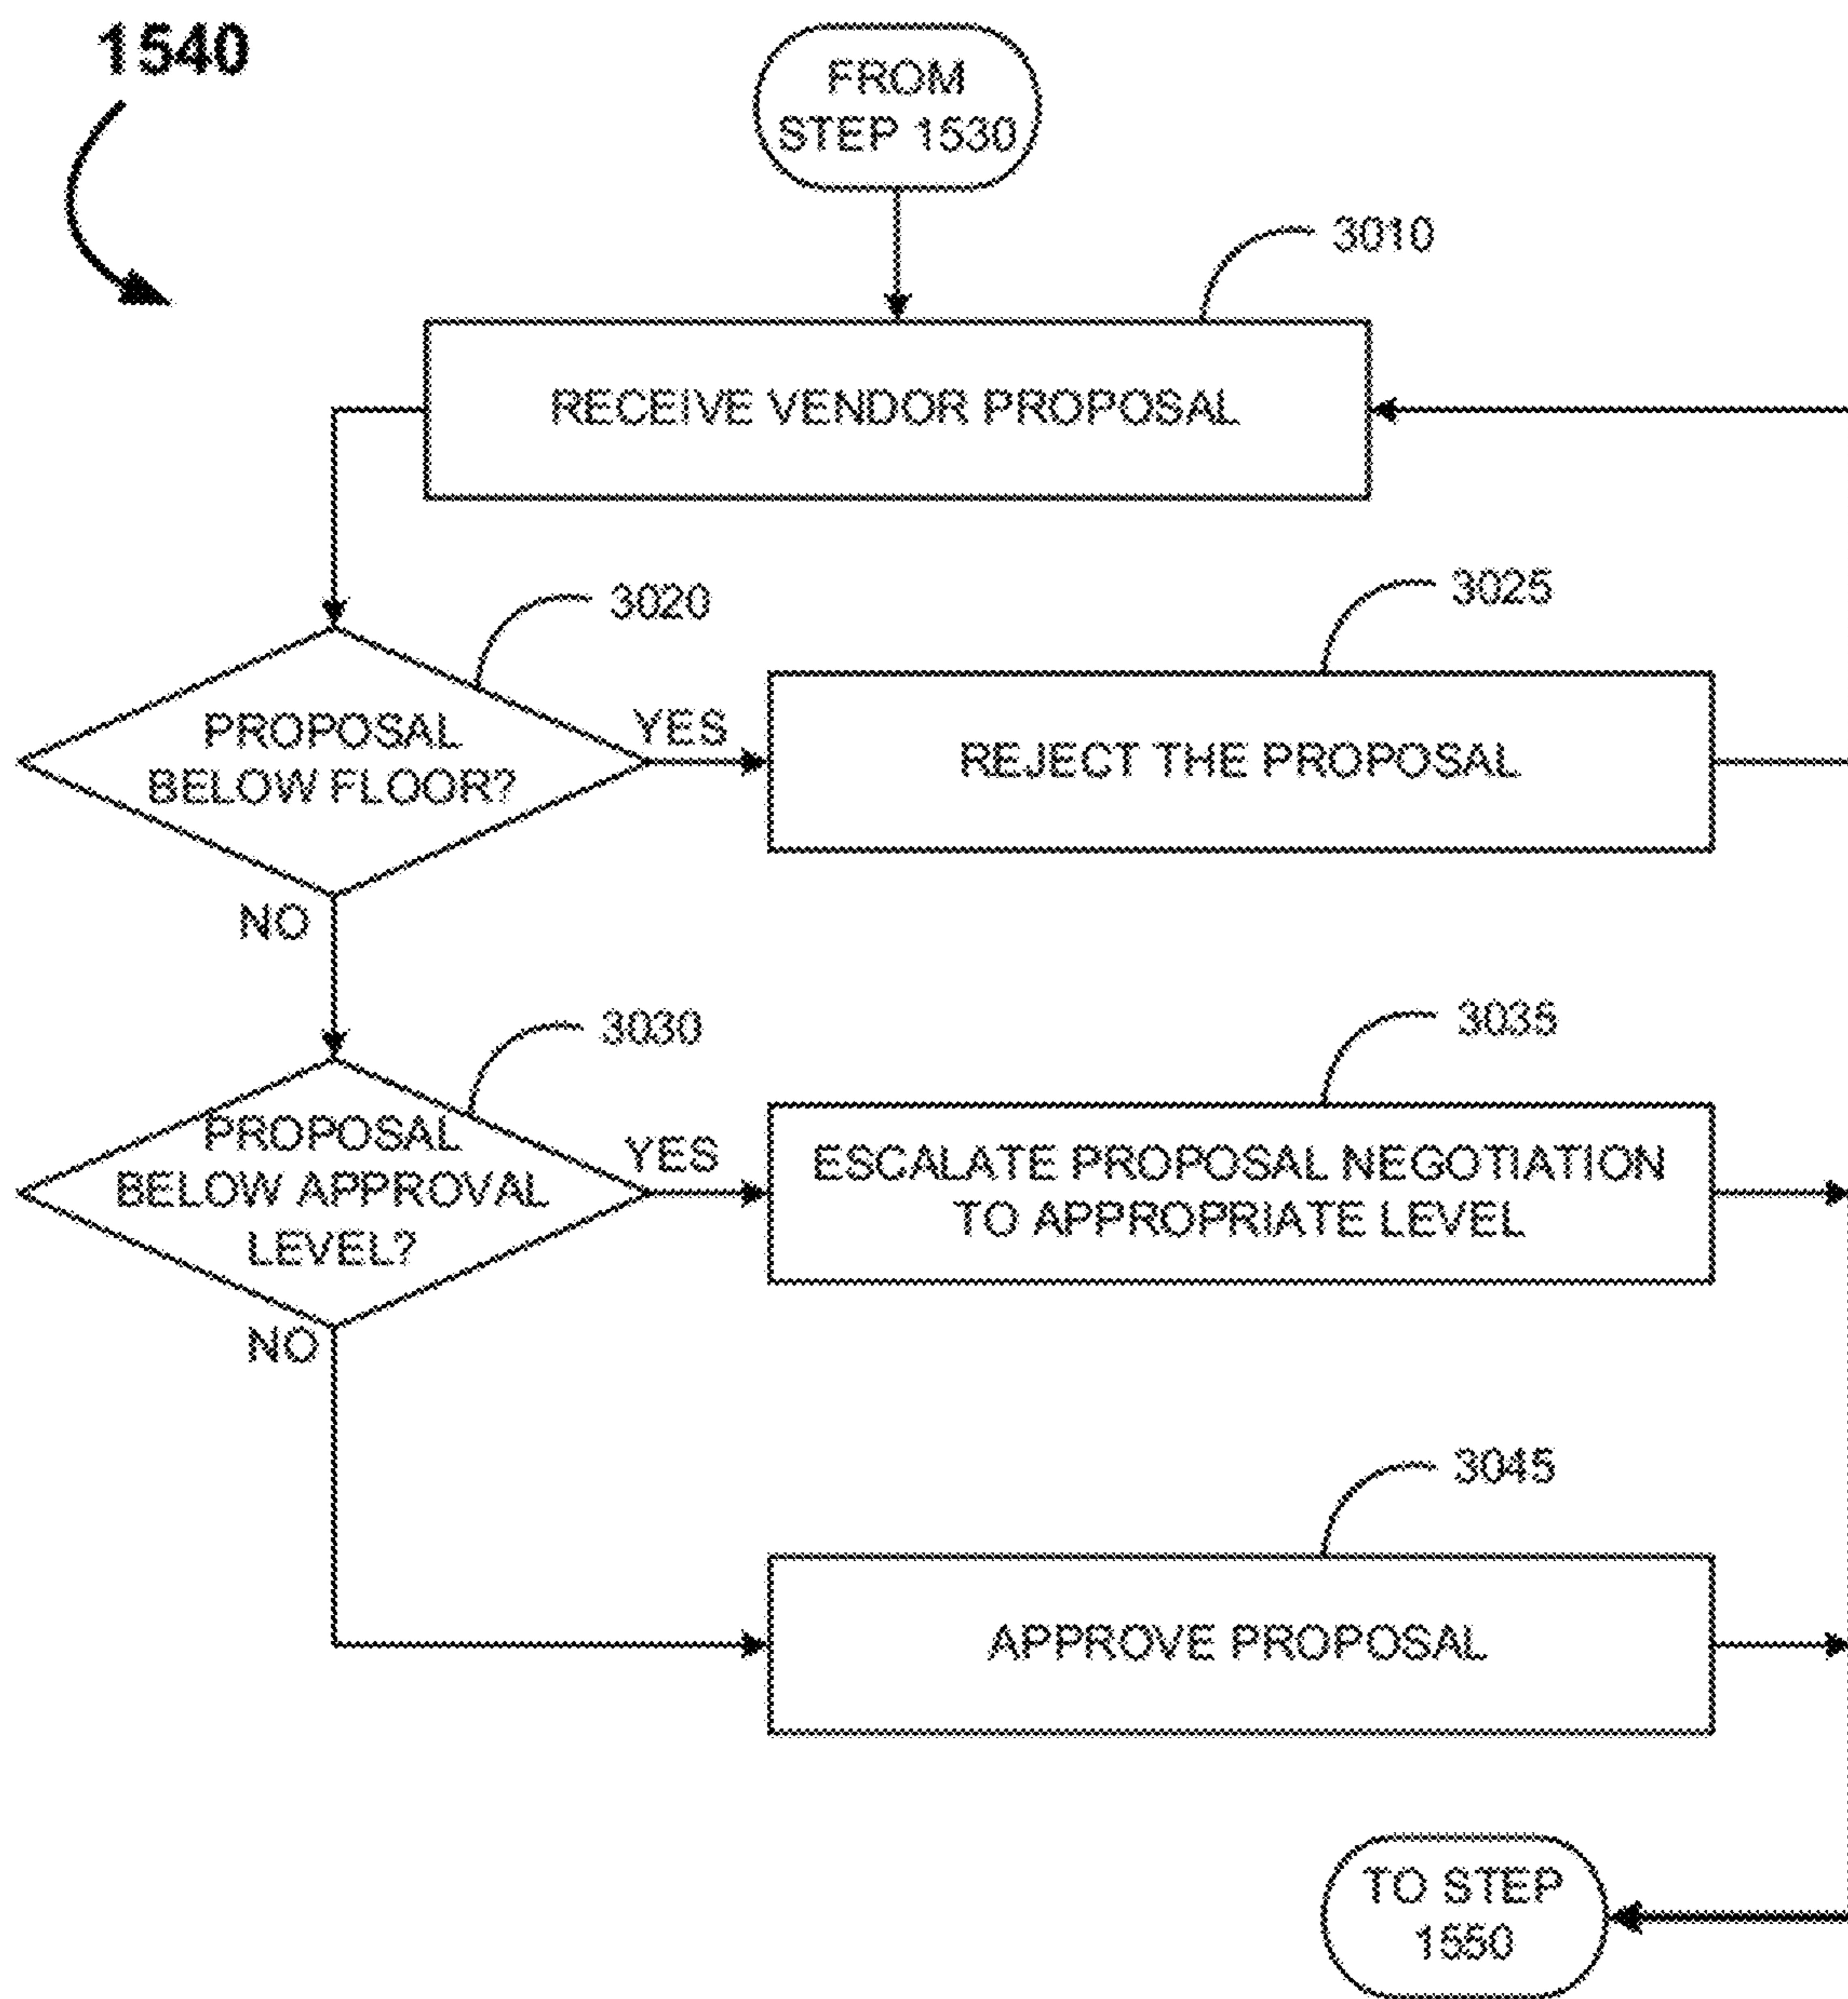 1540
FROM
STEP 1530
3010
RECEIVE VENDOR PROPOSAL
3020
3025
PROPOSAL
BELOW FLOOR?
YES
REJECT THE PROPOSAL
NO
3030
3035
PROPOSAL
BELOW APPROVAL
LEVEL?
YES
ESCALATE PROPOSAL NEGOTIATION
TO APPROPRIATE LEVEL
NO
3045
APPROVE PROPOSAL
TO STEP
1550